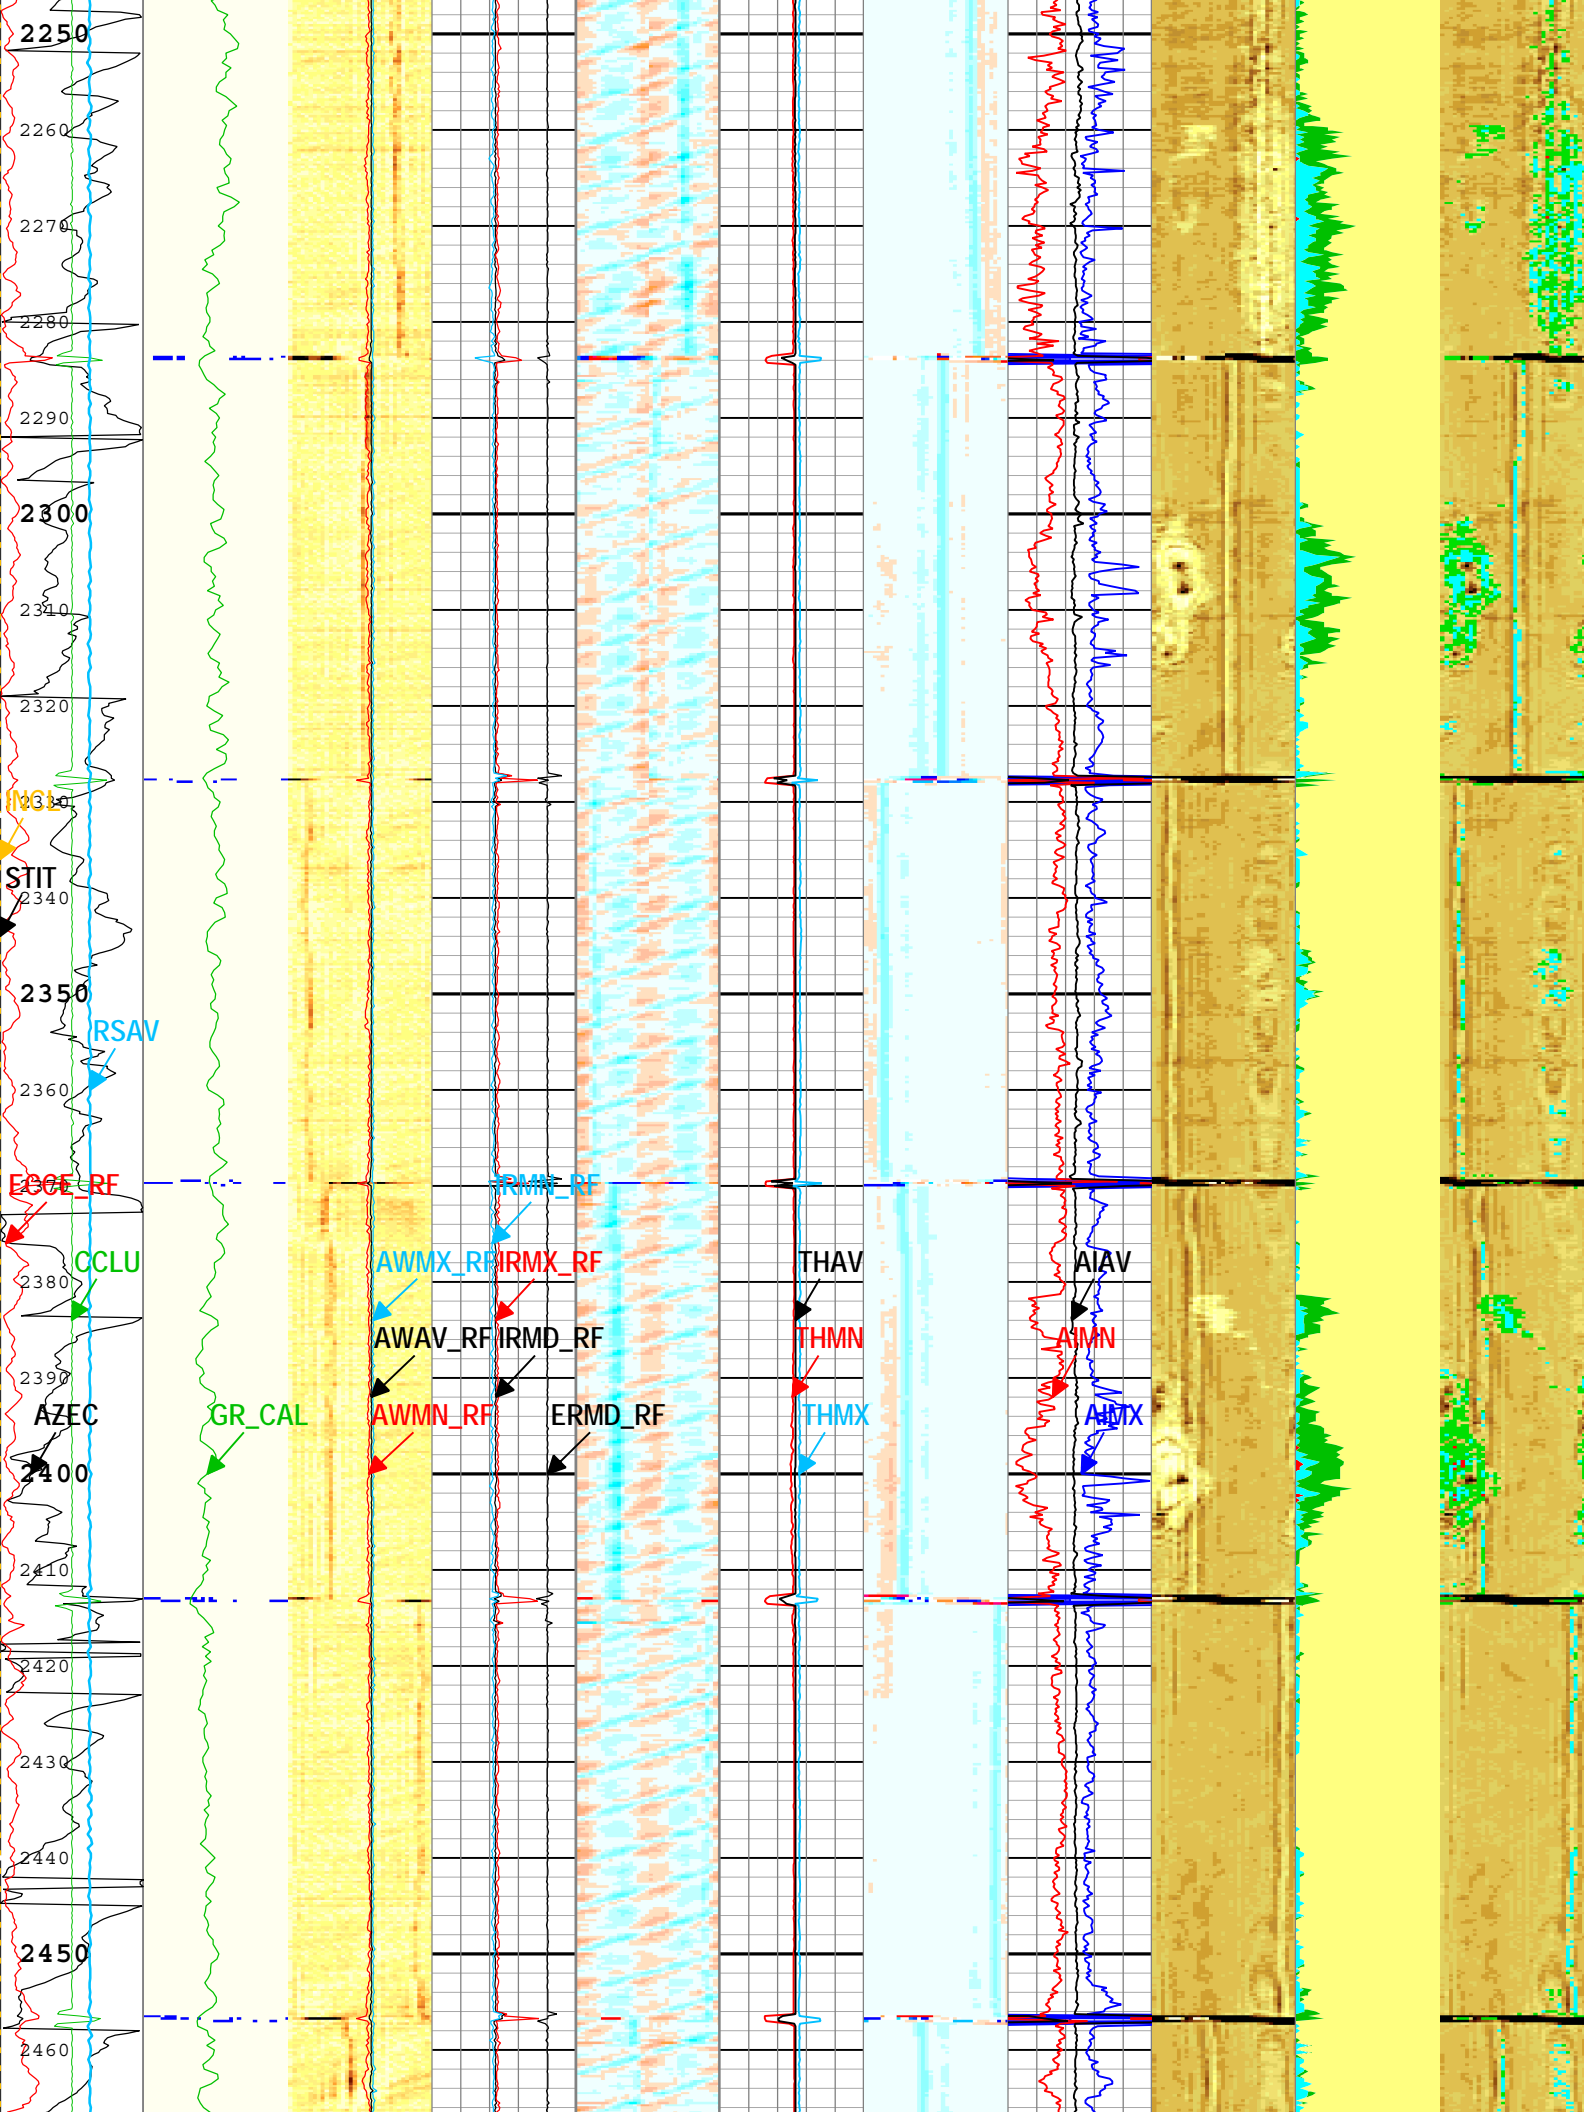 2250
2260
2270
2280
2290
2300
2310
2320
INCL
2330
STIT
2340
2350
RSAV
2360
ECCE_RF
2370
IRMN_RF
CCLU
AWMX_RF
IRMX_RF
THAV
AIAV
2380
AWAV_RF
IRMD_RF
THMN
AIMN
2390
AZEC
GR_CAL
AWMN_RF
ERMD_RF
THMX
AIMX
2400
2410
2420
2430
2440
2450
2460